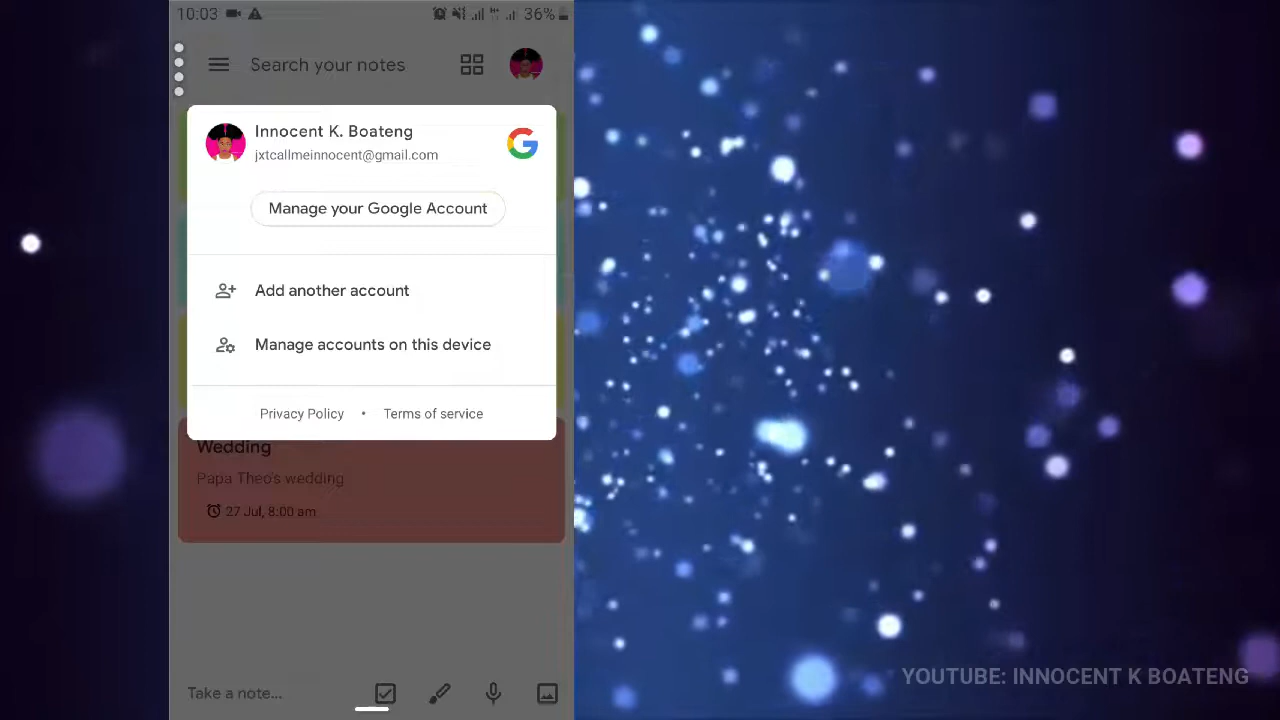 10:03
36%
Search your notes
Innocent K. Boateng
jxtcallmeinnocent@gmail.com
Manage your Google Account
Add another account
Manage accounts on this device
Privacy Policy • Terms of service
Wedding
Papa Theo's wedding
27 Jul, 8:00 am
Take a note...
YOUTUBE: INNOCENT K BOATENG